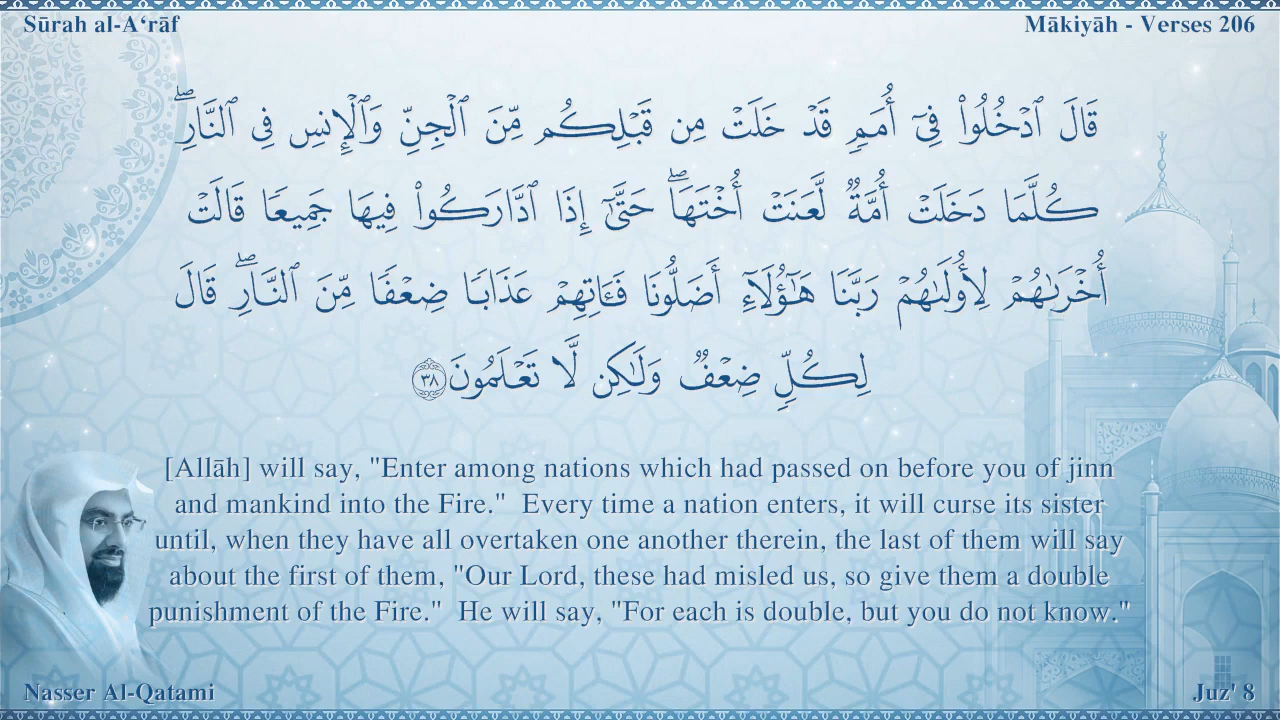 Sūrah al-A‘rāf
Mākiyāh - Verses 206
قَالَ ٱدْخُلُوا۟ فِىٓ أُمَمٍ قَدْ خَلَتْ مِن قَبْلِكُم مِّنَ ٱلْجِنِّ وَٱلْإِنسِ فِى ٱلنَّارِ ۖ
كُلَّمَا دَخَلَتْ أُمَّةٌ لَّعَنَتْ أُخْتَهَا ۖ حَتَّىٰٓ إِذَا ٱدَّارَكُوا۟ فِيهَا جَمِيعًا قَالَتْ
أُخْرَىٰهُمْ لِأُولَىٰهُمْ رَبَّنَا هَٰٓؤُلَآءِ أَضَلُّونَا فَـَٔاتِهِمْ عَذَابًا ضِعْفًا مِّنَ ٱلنَّارِ ۖ قَالَ
لِكُلٍّ ضِعْفٌ وَلَٰكِن لَّا تَعْلَمُونَ ٣٨
[Allāh] will say, "Enter among nations which had passed on before you of jinn
and mankind into the Fire."  Every time a nation enters, it will curse its sister
until, when they have all overtaken one another therein, the last of them will say
about the first of them, "Our Lord, these had misled us, so give them a double
punishment of the Fire."  He will say, "For each is double, but you do not know."
Nasser Al-Qatami
Juz' 8